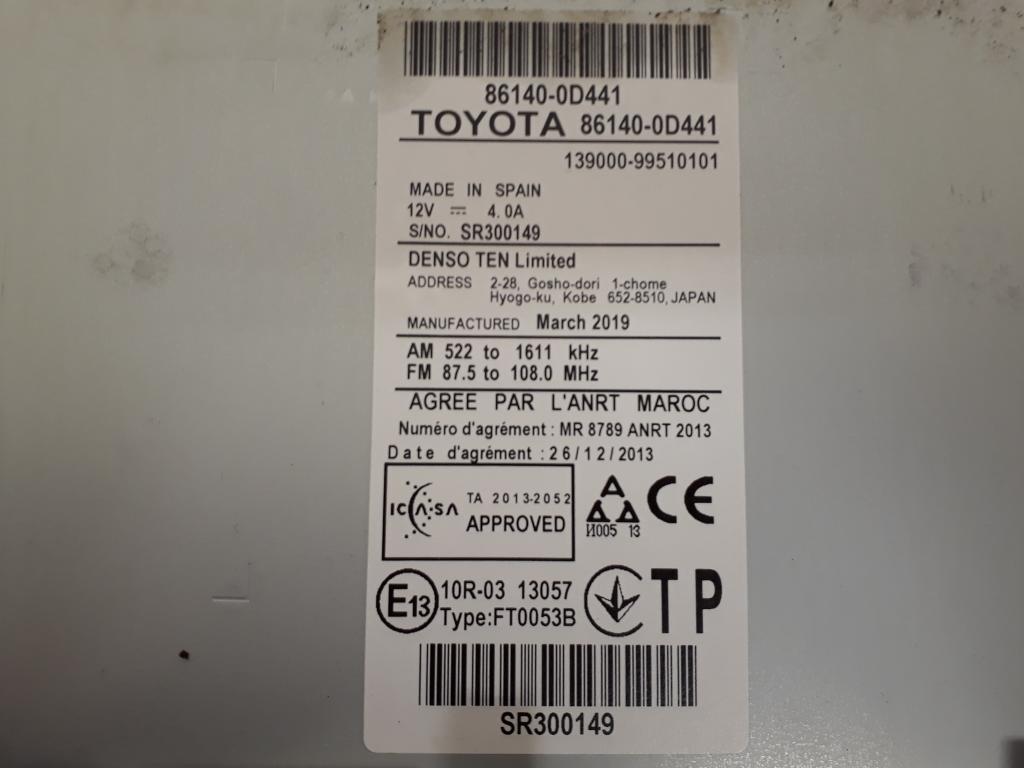 86140-0D441
TOYOTA 86140-0D441
139000-99510101
MADE IN SPAIN
12V ⎓ 4.0A
S/NO. SR300149
DENSO TEN Limited
ADDRESS 2-28, Gosho-dori 1-chome
Hyogo-ku, Kobe 652-8510, JAPAN
MANUFACTURED March 2019
AM 522 to 1611 kHz
FM 87.5 to 108.0 MHz
AGREE PAR L'ANRT MAROC
Numéro d'agrément : MR 8789 ANRT 2013
Date d'agrément : 26/12/2013
ICASA TA 2013-2052
APPROVED
И005 13
CE
E13 10R-03 13057
Type:FT0053B
TP
SR300149